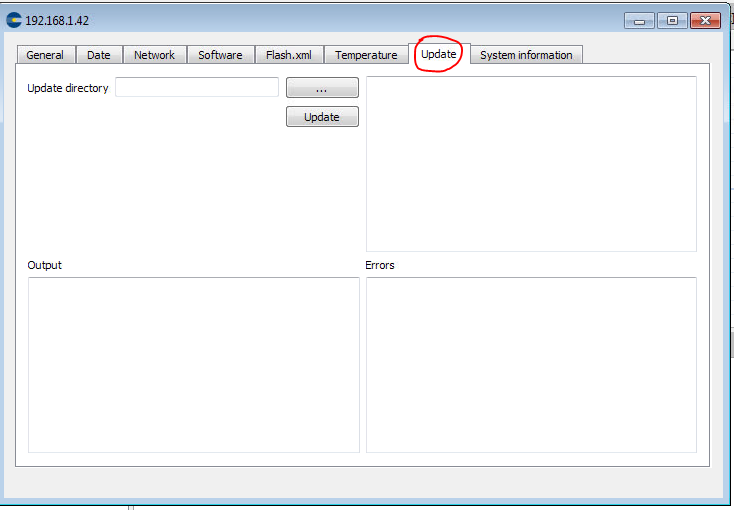 192.168.1.42
General Date Network Software Flash.xml Temperature Update System information
Update directory ...
Update
Output Errors